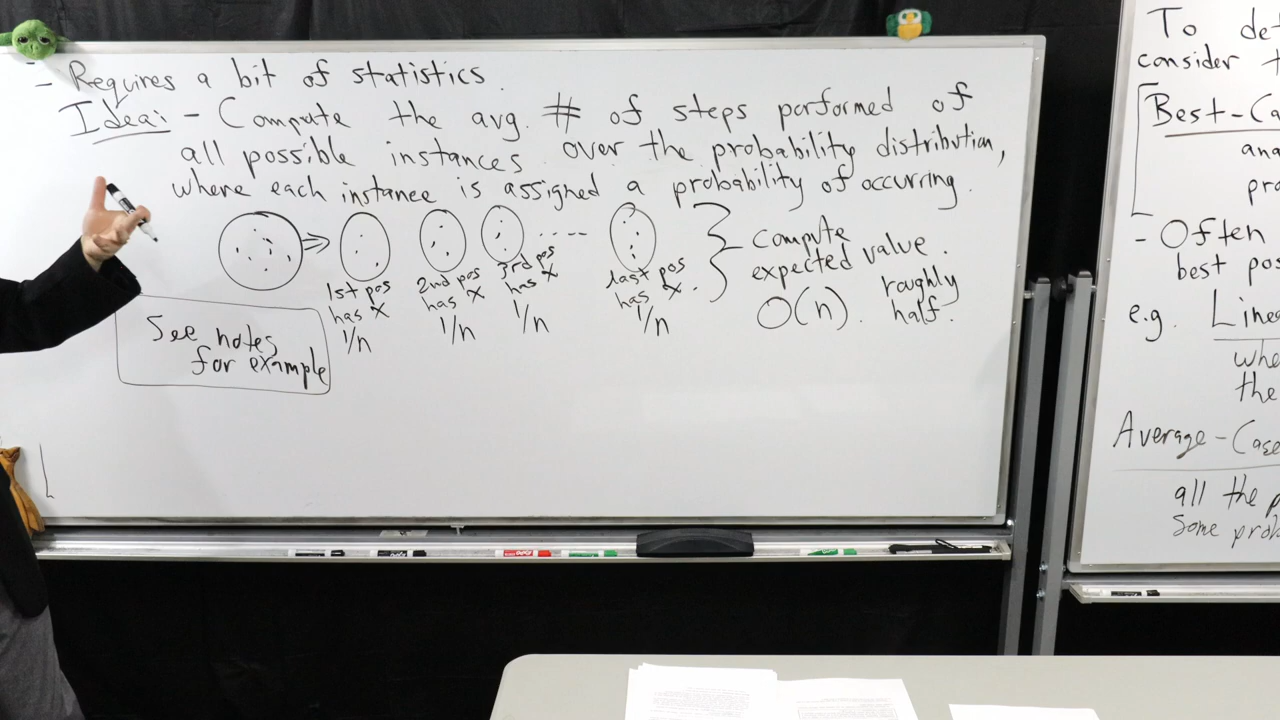 - Requires a bit of statistics.
Idea: - Compute the avg. # of steps performed of
all possible instances over the probability distribution,
where each instance is assigned a probability of occurring.
1st pos
has x
1/n
2nd pos
has x
1/n
3rd pos
has x
1/n
last pos
has x.
1/n
compute
expected value.
O(n). roughly
half.
See notes
for example
To det
consider t
Best-Ca
ana
pro
- Often
best pos
e.g. Linea
whe
the
Average-Case
all the p
Some prob